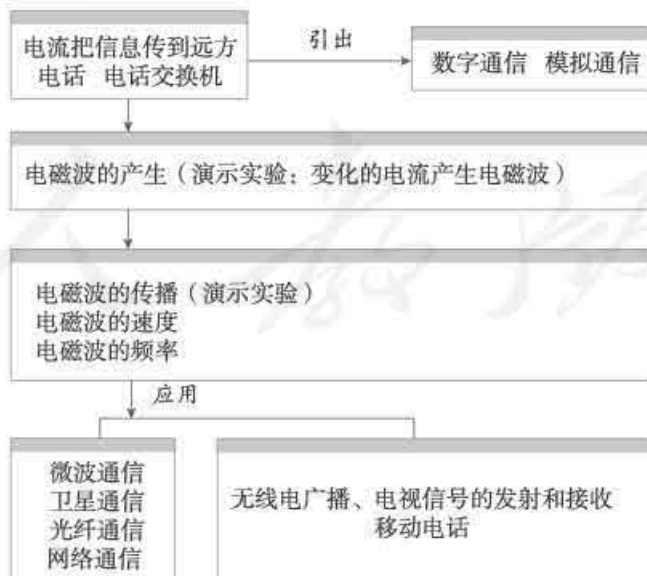 电流把信息传到远方
电话 电话交换机
引出
数字通信 模拟通信
电磁波的产生（演示实验：变化的电流产生电磁波）
电磁波的传播（演示实验）
电磁波的速度
电磁波的频率
应用
微波通信
卫星通信
光纤通信
网络通信
无线电广播、电视信号的发射和接收
移动电话